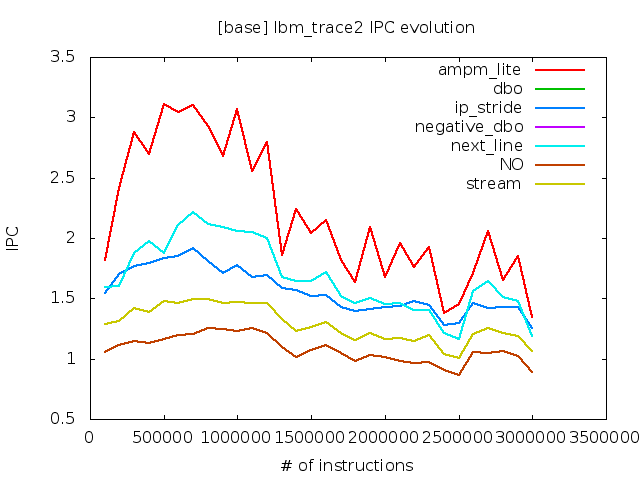 [base] lbm_trace2 IPC evolution
3.5
3
2.5
2
1.5
1
0.5
IPC
ampm_lite
dbo
ip_stride
negative_dbo
next_line
NO
stream
0 500000 1000000 1500000 2000000 2500000 3000000 3500000
# of instructions